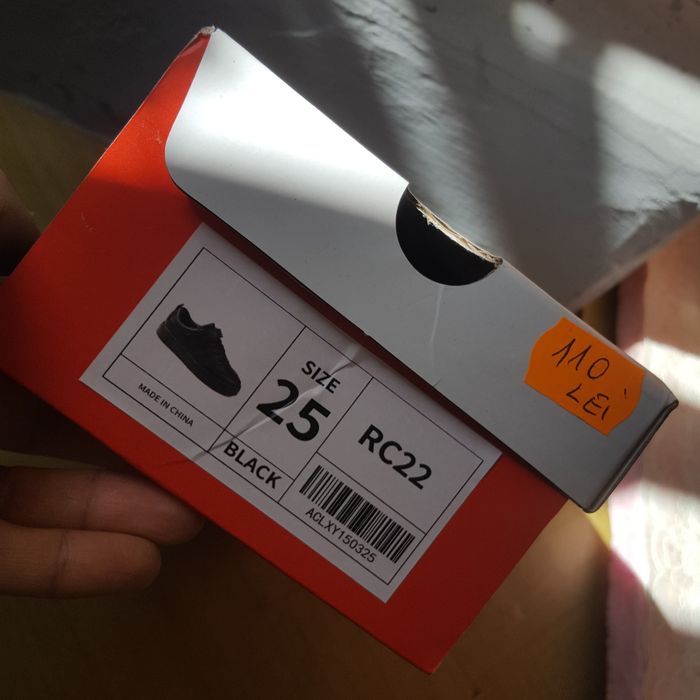 110
LEi
SIZE
25
RC22
MADE IN CHINA
BLACK
ACLXY150325